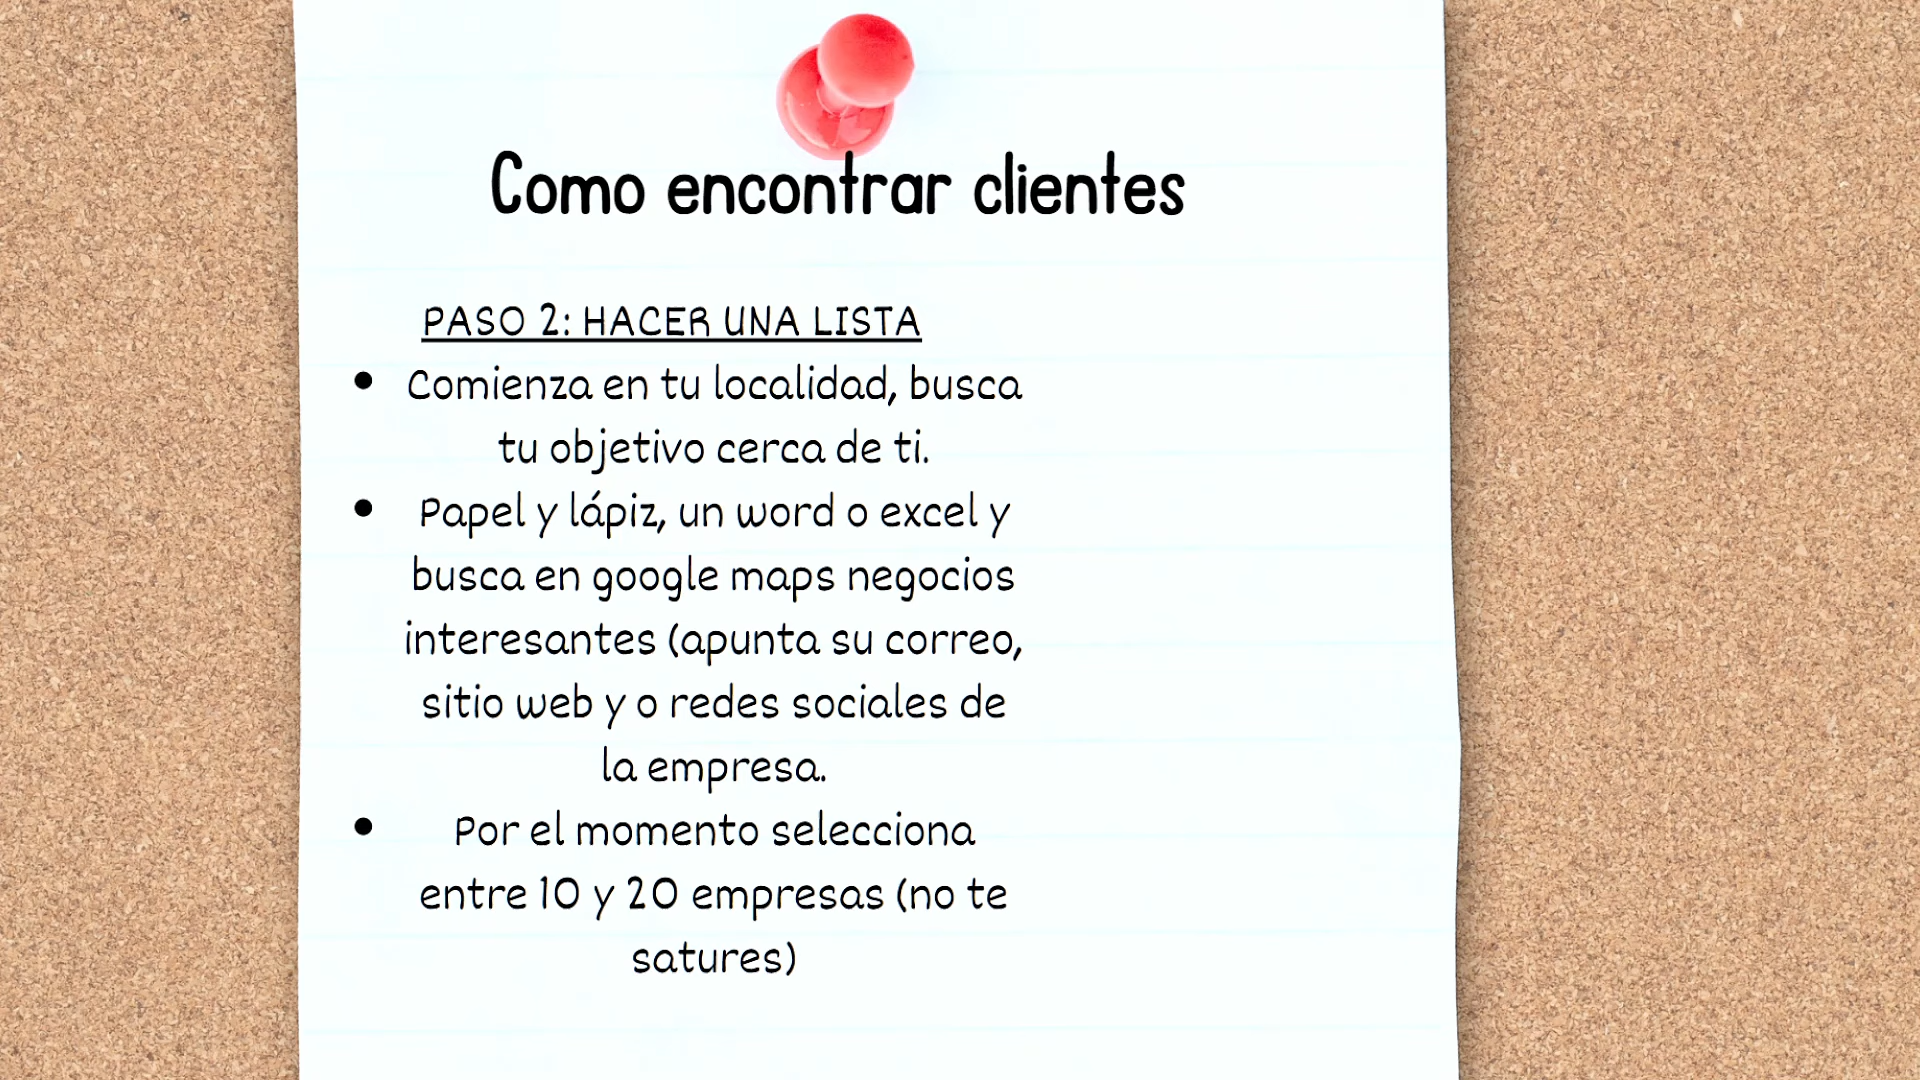 Como encontrar clientes
PASO 2: HACER UNA LISTA
• Comienza en tu localidad, busca
tu objetivo cerca de ti.
• Papel y lápiz, un word o excel y
busca en google maps negocios
interesantes (apunta su correo,
sitio web y o redes sociales de
la empresa.
• Por el momento selecciona
entre 10 y 20 empresas (no te
satures)